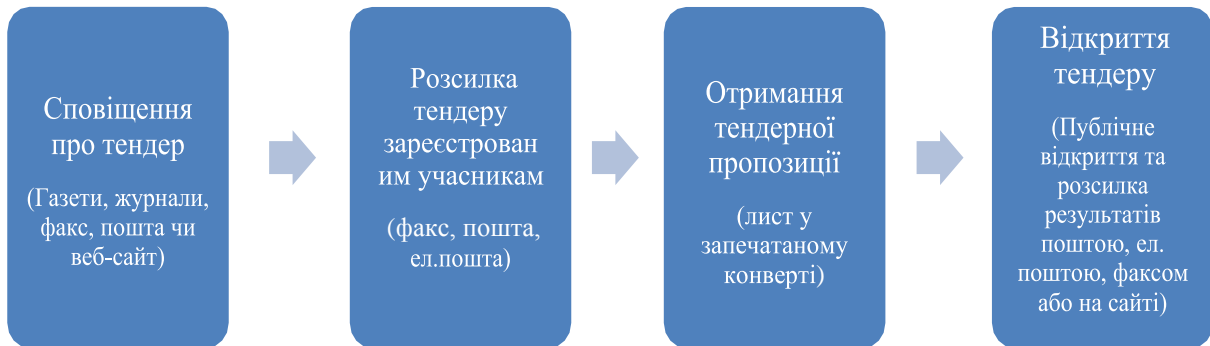 Сповіщення
про тендер
(Газети, журнали,
факс, пошта чи
веб-сайт)
Розсилка
тендеру
зареєстрован
им учасникам
(факс, пошта,
ел.пошта)
Отримання
тендерної
пропозиції
(лист у
запечатаному
конверті)
Відкриття
тендеру
(Публічне
відкриття та
розсилка
результатів
поштою, ел.
поштою, факсом
або на сайті)